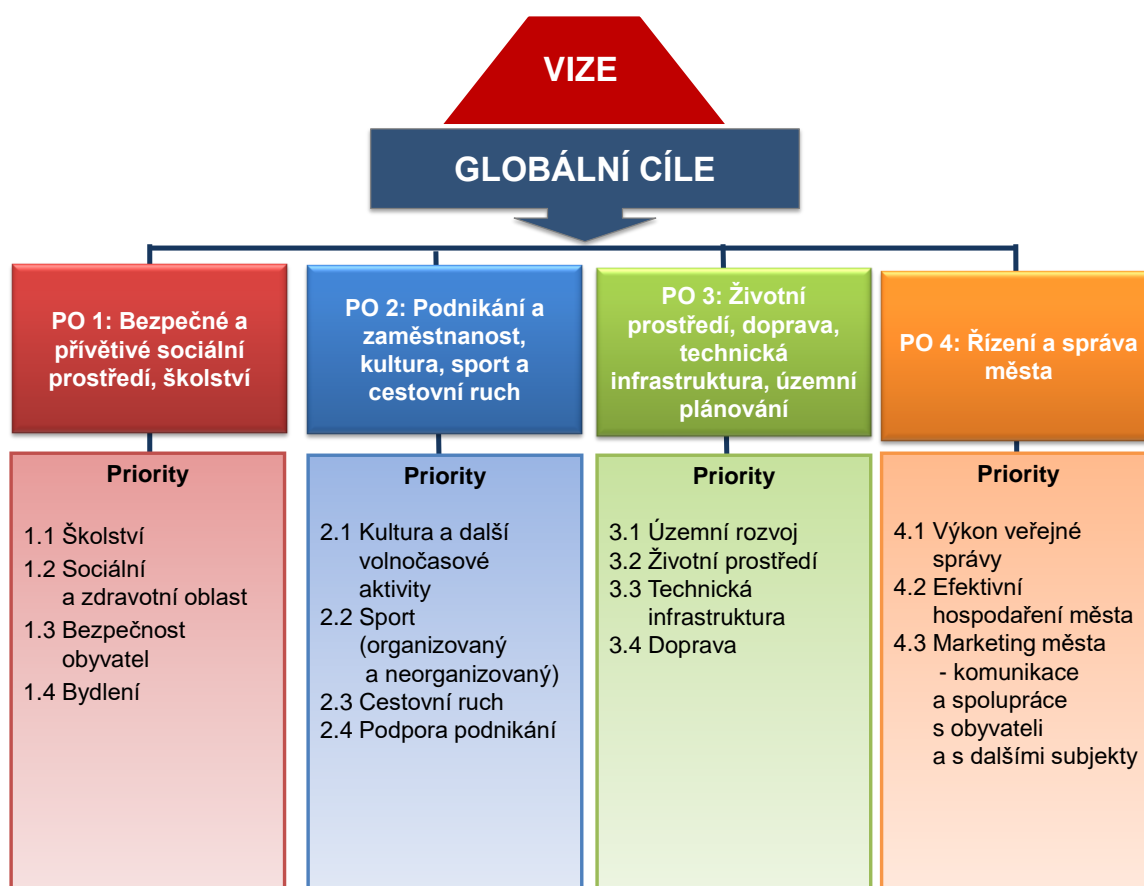 VIZE
GLOBÁLNÍ CÍLE
PO 1: Bezpečné a
přívětivé sociální
prostředí, školství
PO 2: Podnikání a
zaměstnanost,
kultura, sport a
cestovní ruch
PO 3: Životní
prostředí, doprava,
technická
infrastruktura, územní
plánování
PO 4: Řízení a správa
města
Priority
1.1 Školství
1.2 Sociální
a zdravotní oblast
1.3 Bezpečnost
obyvatel
1.4 Bydlení
Priority
2.1 Kultura a další
volnočasové
aktivity
2.2 Sport
(organizovaný
a neorganizovaný)
2.3 Cestovní ruch
2.4 Podpora podnikání
Priority
3.1 Územní rozvoj
3.2 Životní prostředí
3.3 Technická
infrastruktura
3.4 Doprava
Priority
4.1 Výkon veřejné
správy
4.2 Efektivní
hospodaření města
4.3 Marketing města
- komunikace
a spolupráce
s obyvateli
a s dalšími subjekty